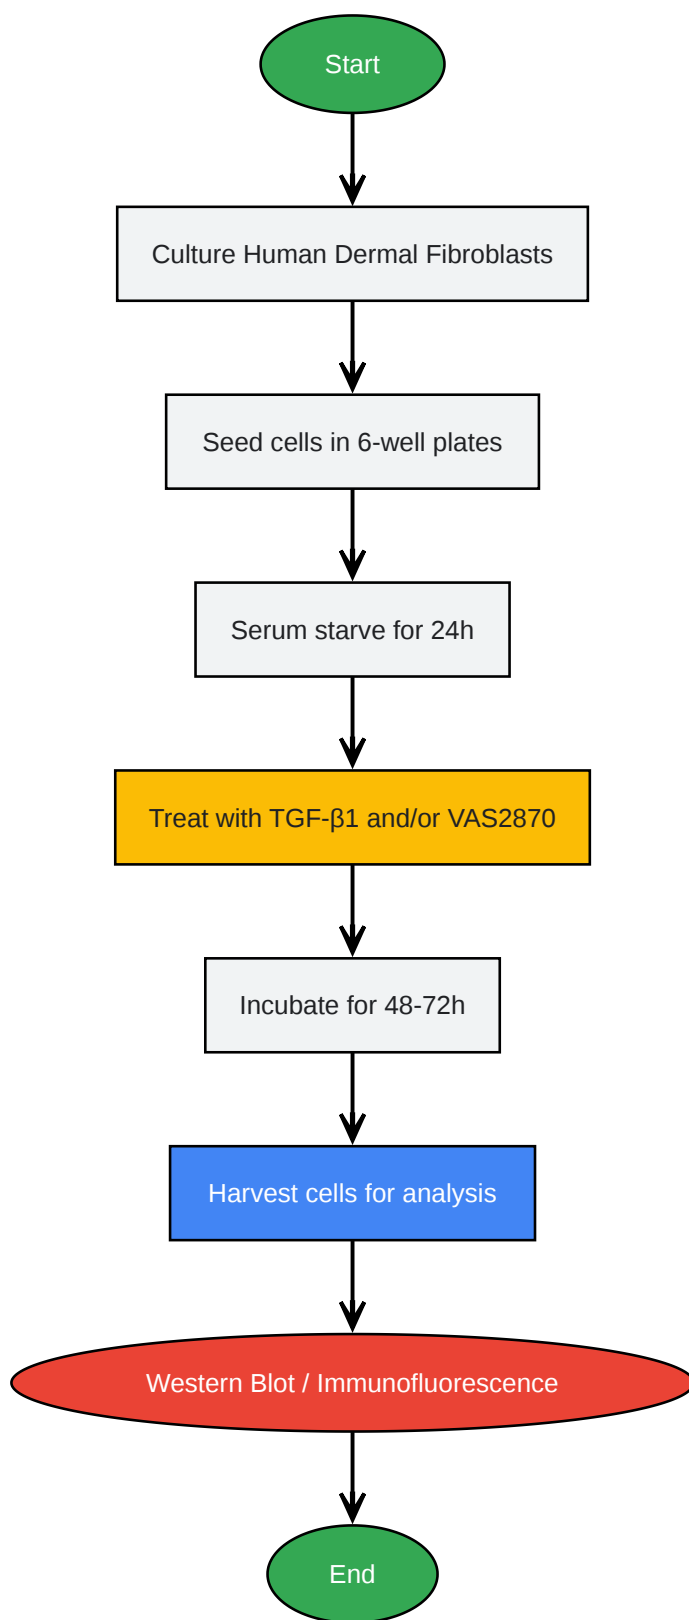 Start
Culture Human Dermal Fibroblasts
Seed cells in 6-well plates
Serum starve for 24h
Treat with TGF-β1 and/or VAS2870
Incubate for 48-72h
Harvest cells for analysis
Western Blot / Immunofluorescence
End